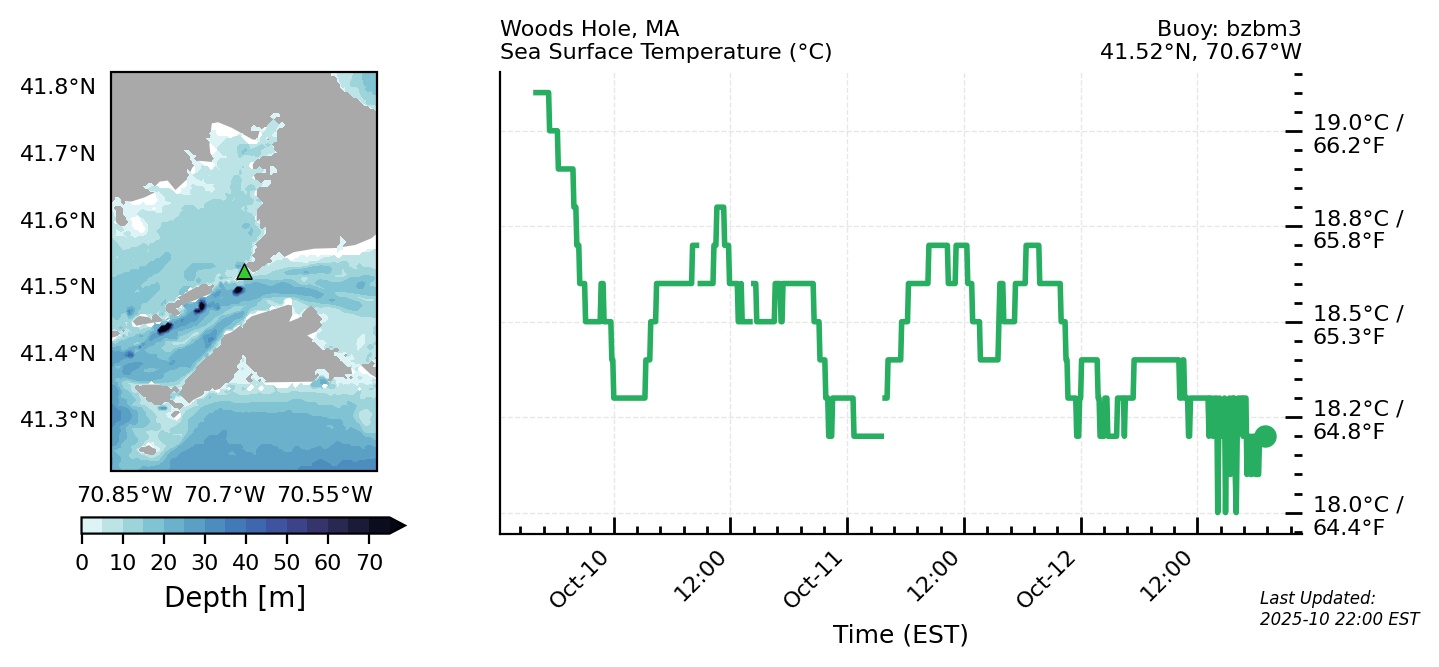 Woods Hole, MA
Sea Surface Temperature (°C)
Buoy: bzbm3
41.52°N, 70.67°W
41.8°N
41.7°N
41.6°N
41.5°N
41.4°N
41.3°N
70.85°W 70.7°W 70.55°W
0 10 20 30 40 50 60 70
Depth [m]
19.0°C /
66.2°F
18.8°C /
65.8°F
18.5°C /
65.3°F
18.2°C /
64.8°F
18.0°C /
64.4°F
Oct-10 12:00 Oct-11 12:00 Oct-12 12:00
Time (EST)
Last Updated:
2025-10 22:00 EST